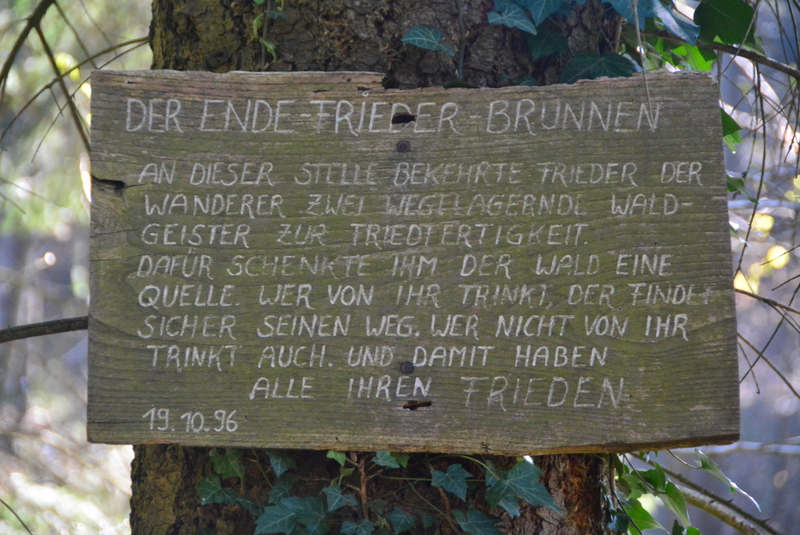 DER ENDE-FRIEDER-BRUNNEN
AN DIESER STELLE BEKEHRTE FRIEDER DER
WANDERER ZWEI WEGELAGERNDE WALD-
GEISTER ZUR FRIEDFERTIGKEIT.
DAFÜR SCHENKTE IHM DER WALD EINE
QUELLE. WER VON IHR TRINKT, DER FINDET
SICHER SEINEN WEG. WER NICHT VON IHR
TRINKT AUCH. UND DAMIT HABEN
ALLE IHREN FRIEDEN
19.10.96